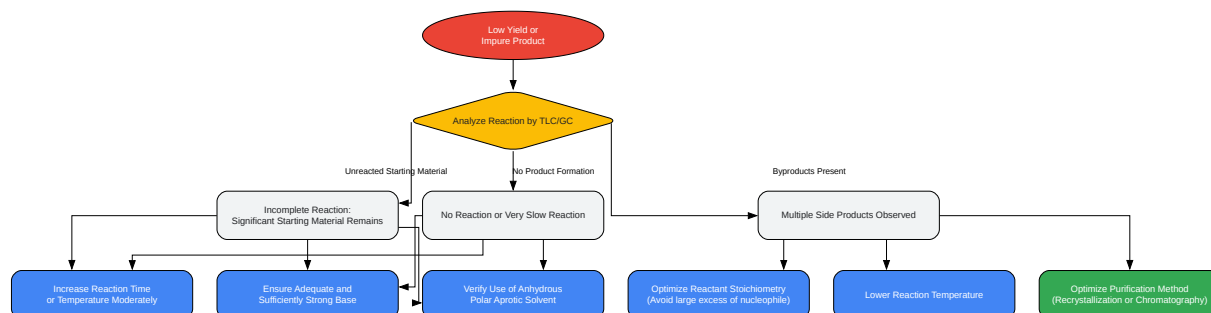 Low Yield or
Impure Product
Analyze Reaction by TLC/GC
Unreacted Starting Material
No Product Formation
Byproducts Present
Incomplete Reaction:
Significant Starting Material Remains
No Reaction or Very Slow Reaction
Multiple Side Products Observed
Increase Reaction Time
or Temperature Moderately
Ensure Adequate and
Sufficiently Strong Base
Verify Use of Anhydrous
Polar Aprotic Solvent
Optimize Reactant Stoichiometry
(Avoid large excess of nucleophile)
Lower Reaction Temperature
Optimize Purification Method
(Recrystallization or Chromatography)